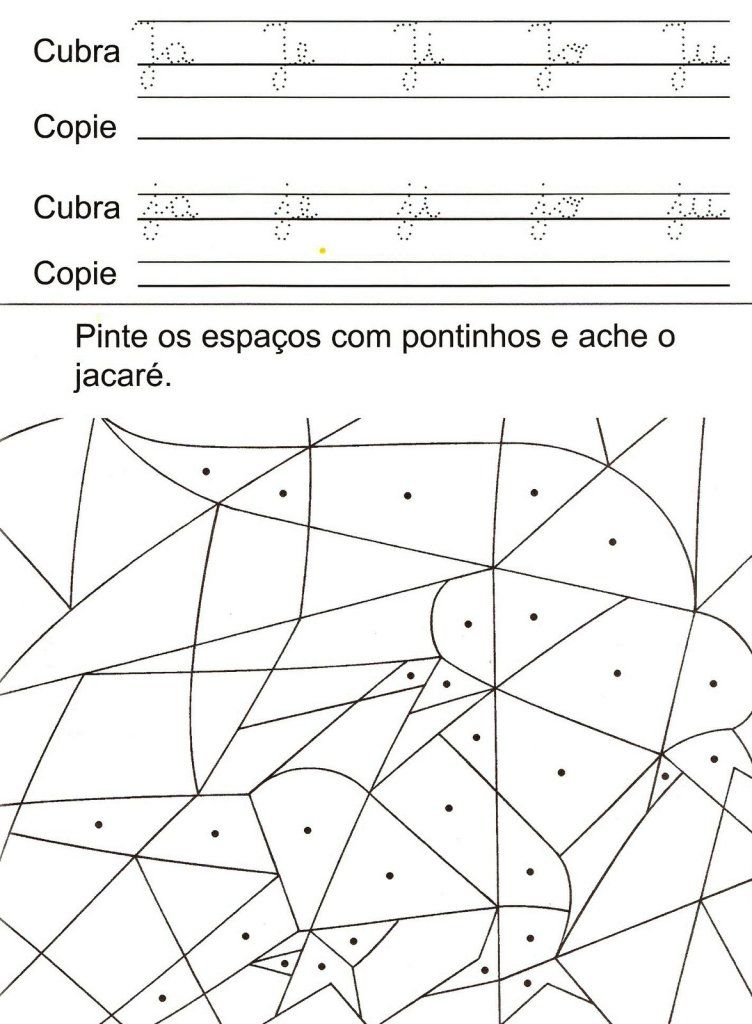 Cubra Ja Je Ji Jo Ju
Copie
Cubra ja je ji jo ju
Copie
Pinte os espaços com pontinhos e ache o
jacaré.